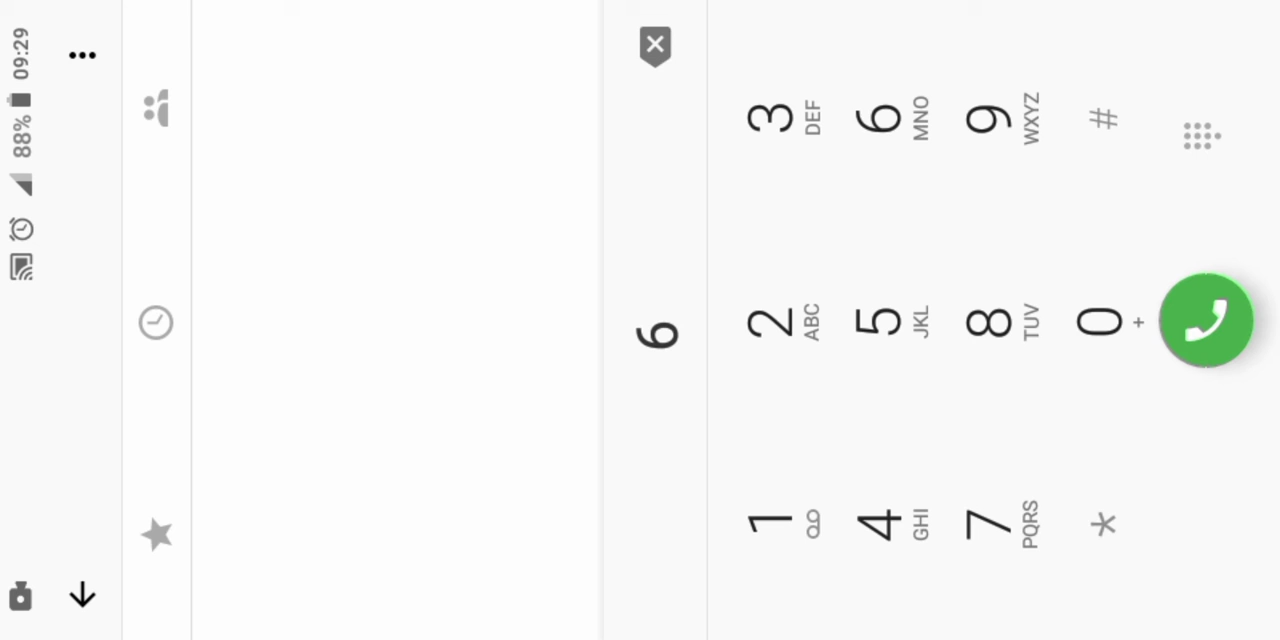 88% 09:29
6
1 2 3
ABC DEF
4 5 6
GHI JKL MNO
7 8 9
PQRS TUV WXYZ
* 0 #
+